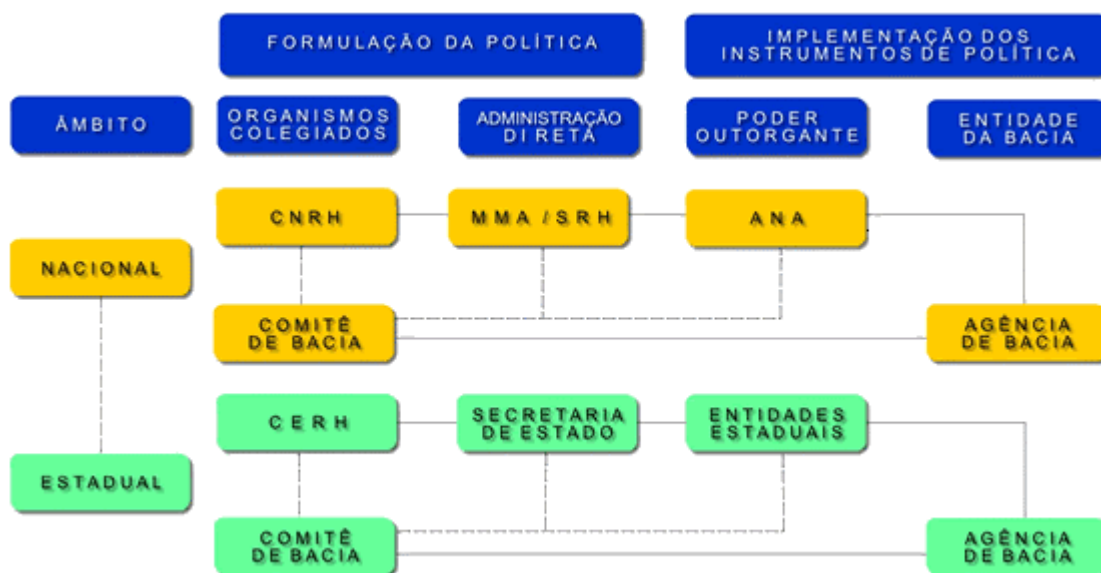 FORMULAÇÃO DA POLÍTICA
IMPLEMENTAÇÃO DOS
INSTRUMENTOS DE POLÍTICA
ÂMBITO
ORGANISMOS
COLEGIADOS
ADMINISTRAÇÃO
DIRETA
PODER
OUTORGANTE
ENTIDADE
DA BACIA
NACIONAL
CNRH
MMA / SRH
ANA
COMITÊ
DE BACIA
AGÊNCIA
DE BACIA
ESTADUAL
CERH
SECRETARIA
DE ESTADO
ENTIDADES
ESTADUAIS
COMITÊ
DE BACIA
AGÊNCIA
DE BACIA